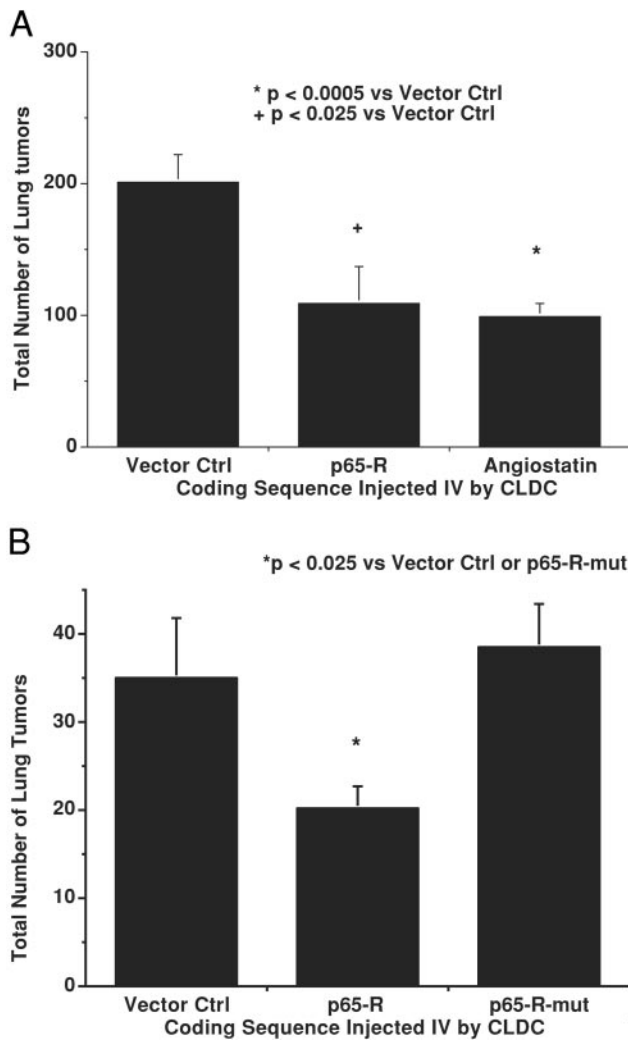 A
300
* p < 0.0005 vs Vector Ctrl
+ p < 0.025 vs Vector Ctrl
200
+
*
100
0
Total Number of Lung tumors
Vector Ctrl p65-R Angiostatin
Coding Sequence Injected IV by CLDC
B
*p < 0.025 vs Vector Ctrl or p65-R-mut
40
30
*
20
10
0
Total Number of Lung Tumors
Vector Ctrl p65-R p65-R-mut
Coding Sequence Injected IV by CLDC